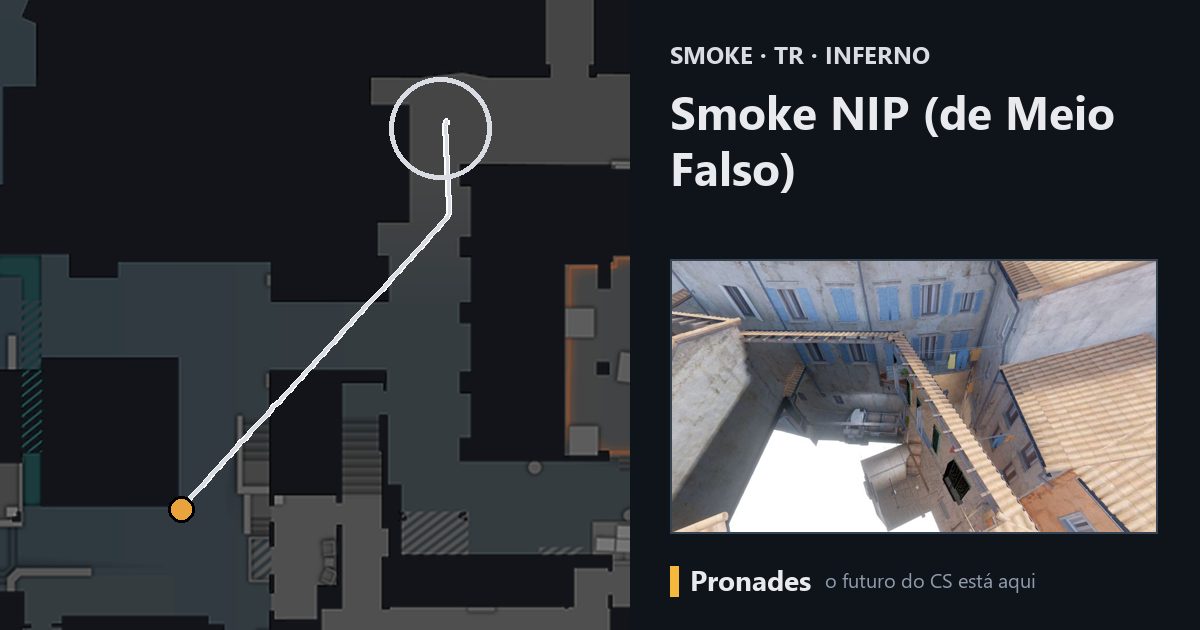 SMOKE · TR · INFERNO
Smoke NIP (de Meio
Falso)
Pronades o futuro do CS está aqui